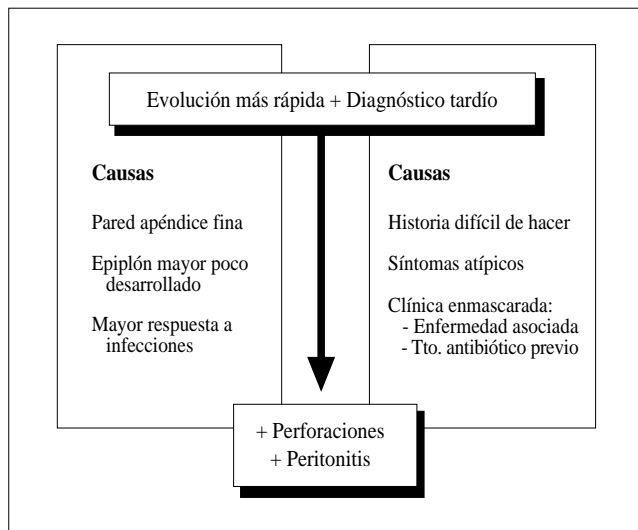 Evolución más rápida + Diagnóstico tardío
Causas
Pared apéndice fina
Epiplón mayor poco
desarrollado
Mayor respuesta a
infecciones
Causas
Historia difícil de hacer
Síntomas atípicos
Clínica enmascarada:
- Enfermedad asociada
- Tto. antibiótico previo
+ Perforaciones
+ Peritonitis